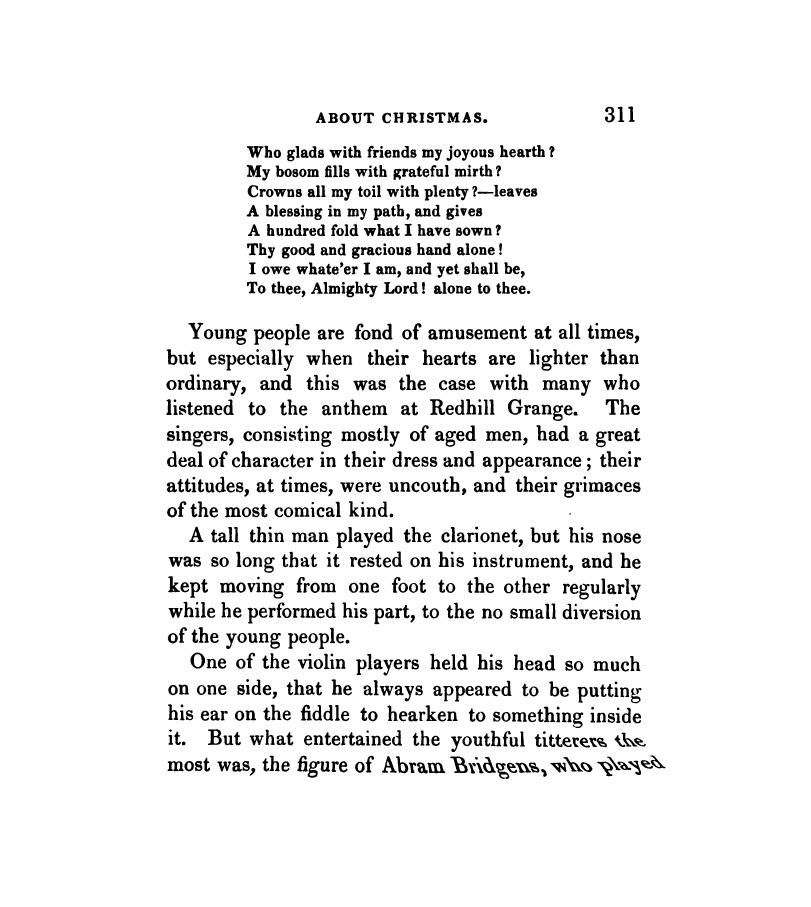 ABOUT CHRISTMAS. 311
Who glads with friends my joyous hearth?
My bosom fills with grateful mirth?
Crowns all my toil with plenty?—leaves
A blessing in my path, and gives
A hundred fold what I have sown?
Thy good and gracious hand alone!
I owe whate'er I am, and yet shall be,
To thee, Almighty Lord! alone to thee.
Young people are fond of amusement at all times,
but especially when their hearts are lighter than
ordinary, and this was the case with many who
listened to the anthem at Redhill Grange. The
singers, consisting mostly of aged men, had a great
deal of character in their dress and appearance; their
attitudes, at times, were uncouth, and their grimaces
of the most comical kind.
A tall thin man played the clarionet, but his nose
was so long that it rested on his instrument, and he
kept moving from one foot to the other regularly
while he performed his part, to the no small diversion
of the young people.
One of the violin players held his head so much
on one side, that he always appeared to be putting
his ear on the fiddle to hearken to something inside
it. But what entertained the youthful titterers the
most was, the figure of Abram Bridgens, who played